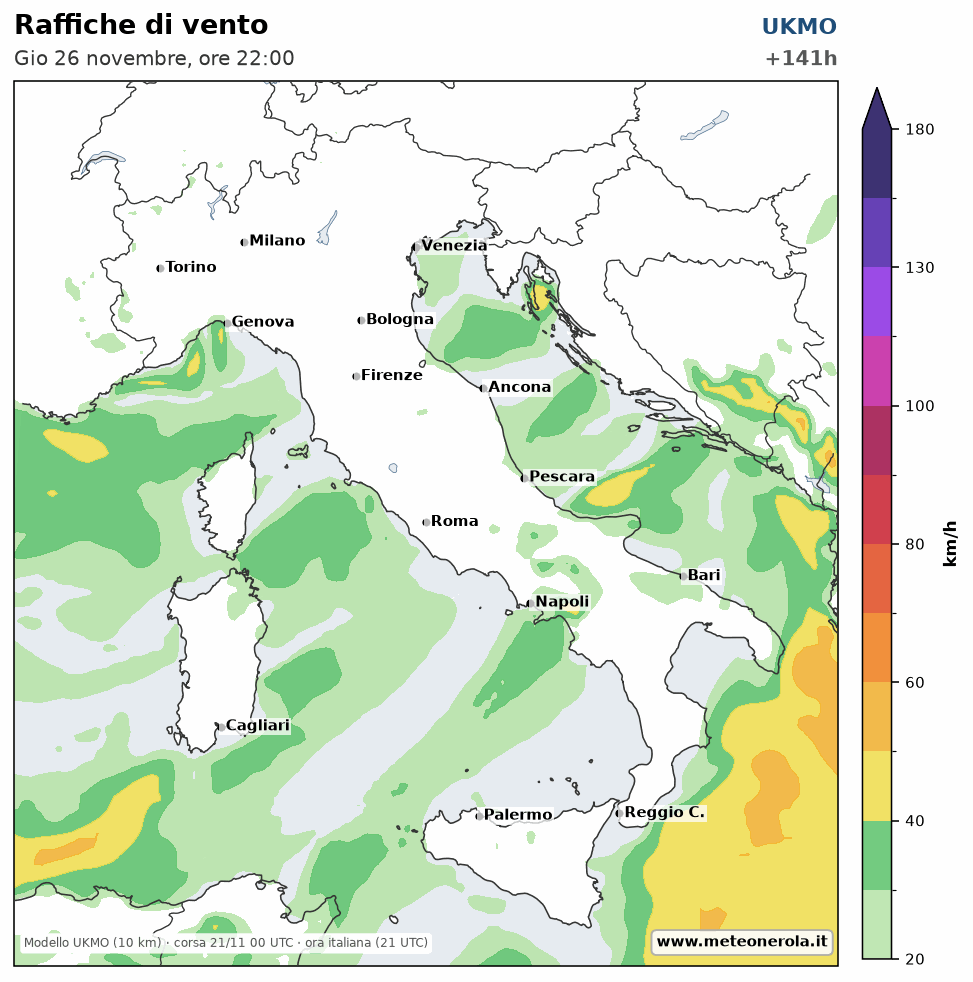 Raffiche di vento
UKMO
Gio 26 novembre, ore 22:00
+141h
180
130
100
80
60
40
20
km/h
Venezia
Milano
Torino
Genova
Bologna
Firenze
Ancona
Pescara
Roma
Bari
Napoli
Cagliari
Palermo
Reggio C.
Modello UKMO (10 km) · corsa 21/11 00 UTC · ora italiana (21 UTC)
www.meteonerola.it